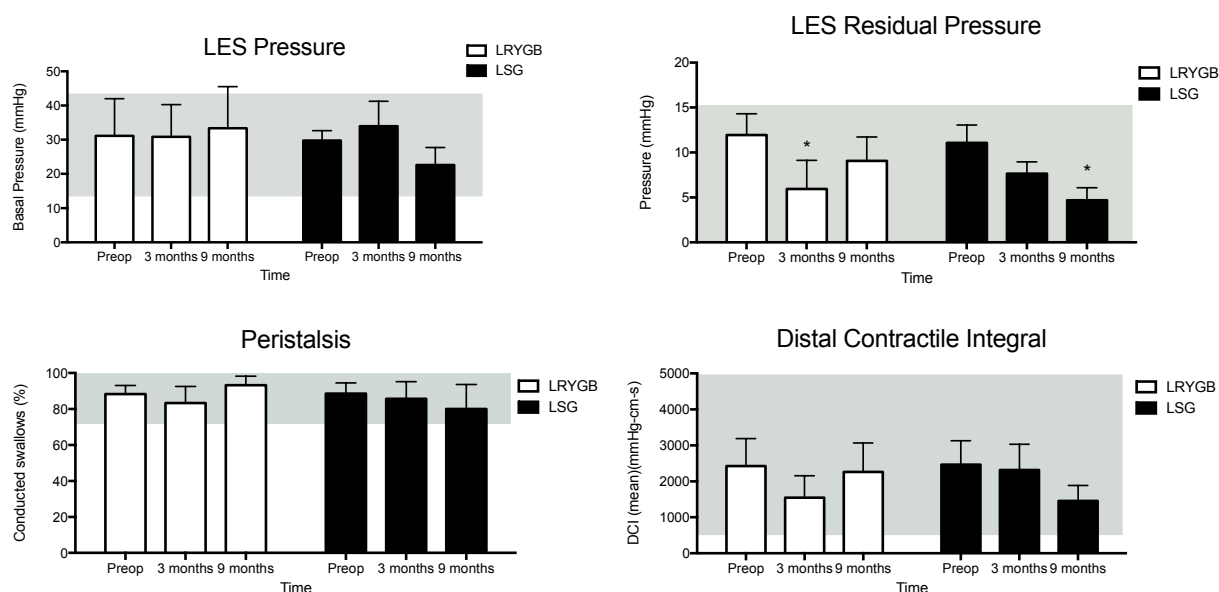 LES Pressure
LRYGB
LSG
Basal Pressure (mmHg)
50
40
30
20
10
0
Preop 3 months 9 months Preop 3 months 9 months
Time
LES Residual Pressure
LRYGB
LSG
Pressure (mmHg)
20
15
10
5
0
*
*
Preop 3 months 9 months Preop 3 months 9 months
Time
Peristalsis
LRYGB
LSG
Conducted swallows (%)
100
80
60
40
20
0
Preop 3 months 9 months Preop 3 months 9 months
Time
Distal Contractile Integral
LRYGB
LSG
DCI (mean)(mmHg-cm-s)
5000
4000
3000
2000
1000
0
Preop 3 months 9 months Preop 3 months 9 months
Time